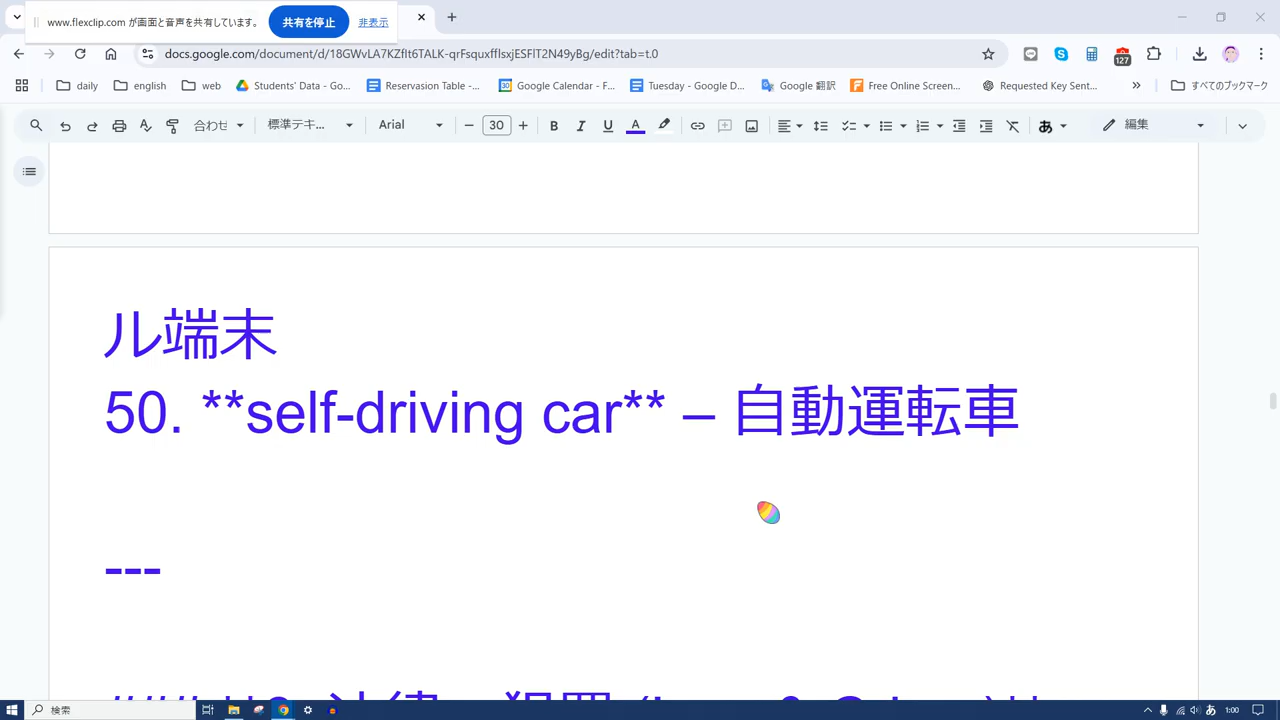 www.flexclip.com が画面と音声を共有しています。 共有を停止 非表示
docs.google.com/document/d/18GWvLA7KZflt6TALK-qrFsquxfflsxjESFlT2N49yBg/edit?tab=t.0
127
daily english web Students' Data - Go... Reservasion Table -... Google Calendar - F... Tuesday - Google D... Google 翻訳 Free Online Screen... Requested Key Sent... » すべてのブックマーク
合わせ 標準テキ... Arial 30 編集
ル端末
50. **self-driving car** – 自動運転車
---
検索 あ 1:00